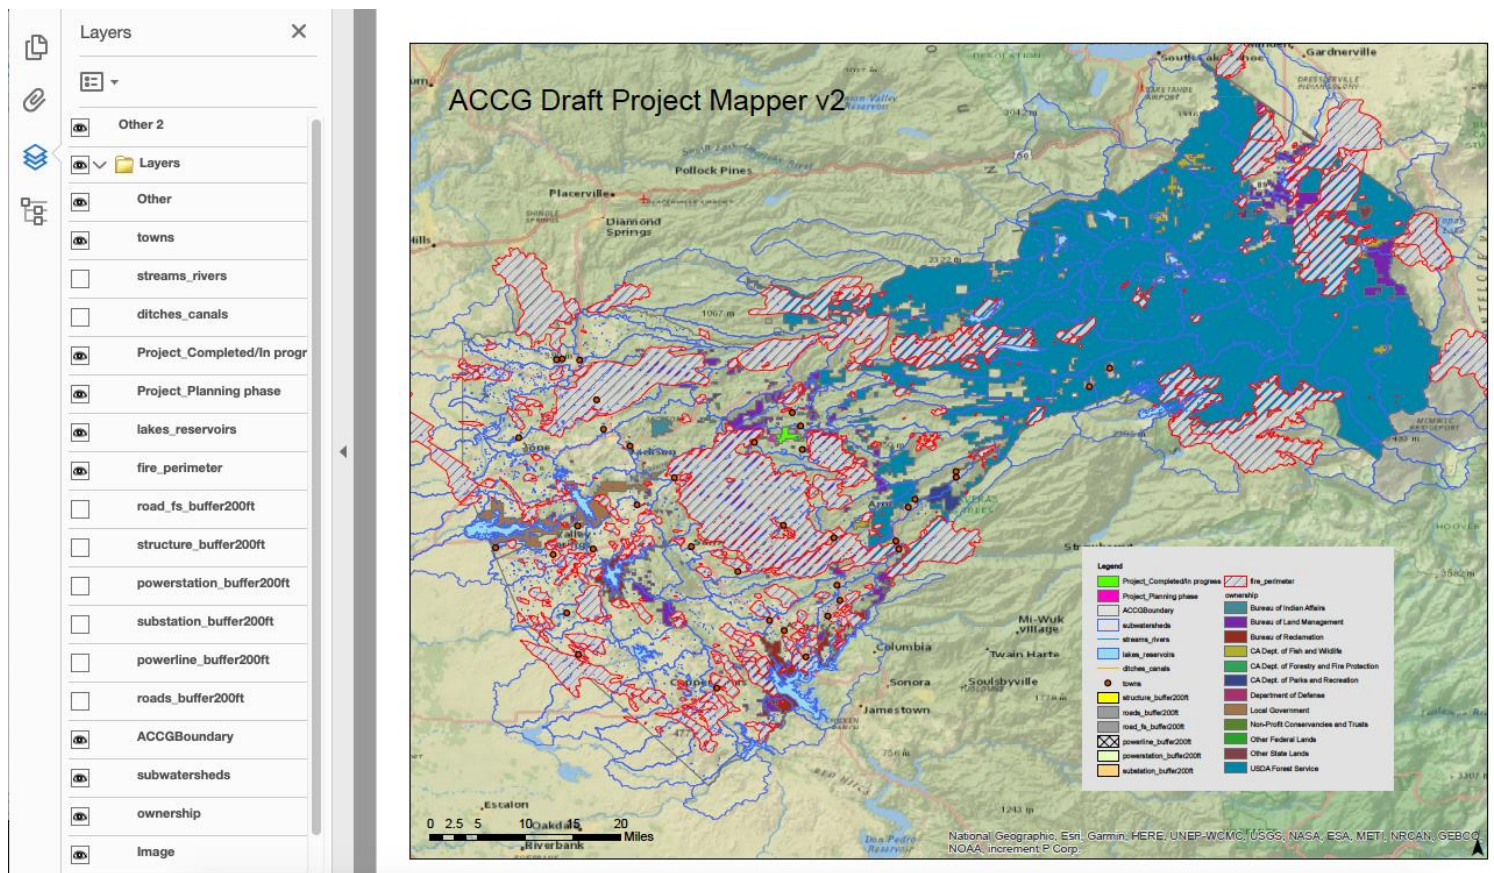 Layers
Other 2
Layers
Other
towns
streams_rivers
ditches_canals
Project_Completed/In progr
Project_Planning phase
lakes_reservoirs
fire_perimeter
road_fs_buffer200ft
structure_buffer200ft
powerstation_buffer200ft
substation_buffer200ft
powerline_buffer200ft
roads_buffer200ft
ACCGBoundary
subwatersheds
ownership
Image
ACCG Draft Project Mapper v2
Gardnerville
Pollock Pines
Placerville
Diamond
Springs
2322 m
1067 m
Mi-Wuk
Village
Columbia
Twain Harte
Sonora
Soulsbyville
Jamestown
756 m
1243 m
Escalon
Oakdale
Riverbank
0 2.5 5 10 15 20
Miles
Legend
Project_Completed/In progress
Project_Planning phase
ACCGBoundary
subwatersheds
streams_rivers
lakes_reservoirs
ditches_canals
towns
structure_buffer200ft
roads_buffer200ft
road_fs_buffer200ft
powerline_buffer200ft
powerstation_buffer200ft
substation_buffer200ft
fire_perimeter
ownership
Bureau of Indian Affairs
Bureau of Land Management
Bureau of Reclamation
CA Dept. of Fish and Wildlife
CA Dept. of Forestry and Fire Protection
CA Dept. of Parks and Recreation
Department of Defense
Local Government
Non-Profit Conservancies and Trusts
Other Federal Lands
Other State Lands
USDA Forest Service
National Geographic, Esri, Garmin, HERE, UNEP-WCMC, USGS, NASA, ESA, METI, NRCAN, GEBCO,
NOAA, increment P Corp.